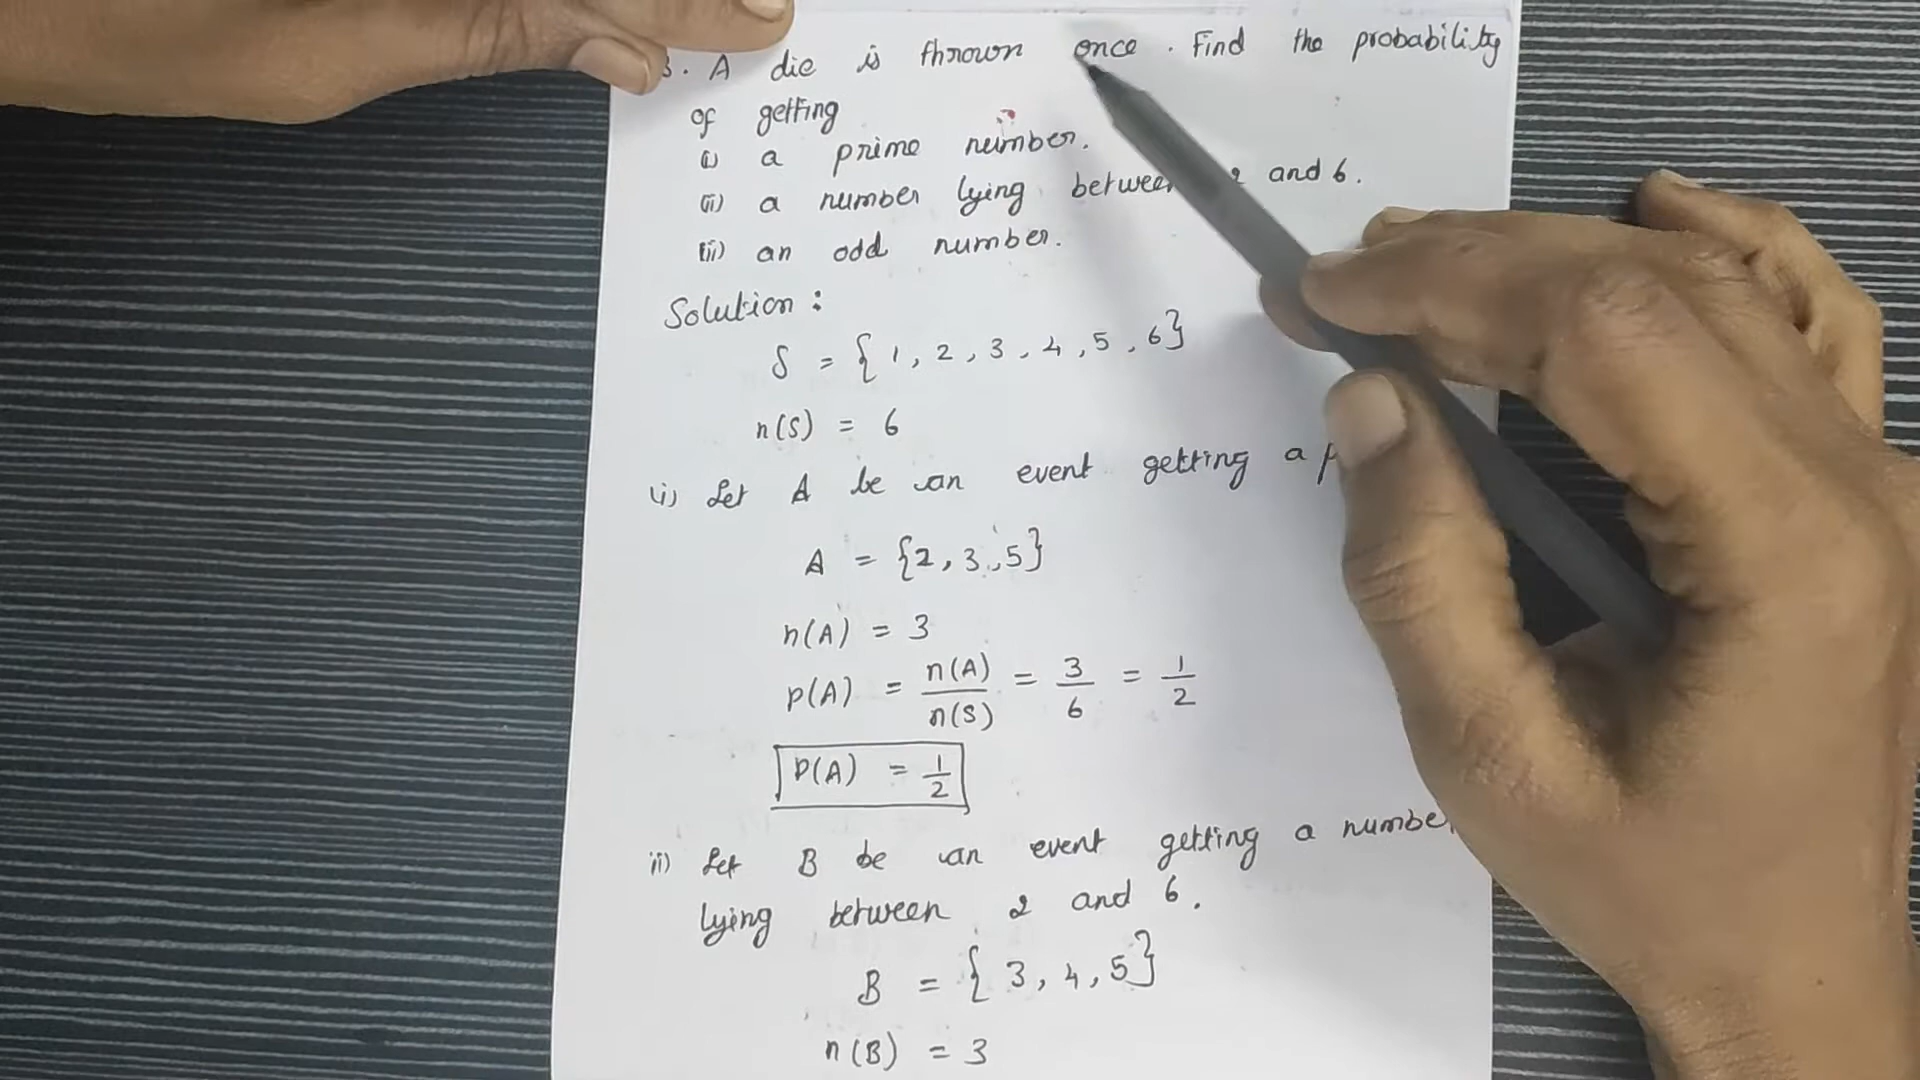 3. A die is thrown once. Find the probability
of getting
(i) a prime number.
(ii) a number lying between 2 and 6.
(iii) an odd number.
Solution :
S = { 1, 2, 3, 4, 5, 6}
n(S) = 6
(i) Let A be an event getting a
A = {2, 3, 5}
n(A) = 3
P(A) = n(A)/n(S) = 3/6 = 1/2
P(A) = 1/2
ii) Let B be an event getting a number
lying between 2 and 6.
B = { 3, 4, 5}
n(B) = 3